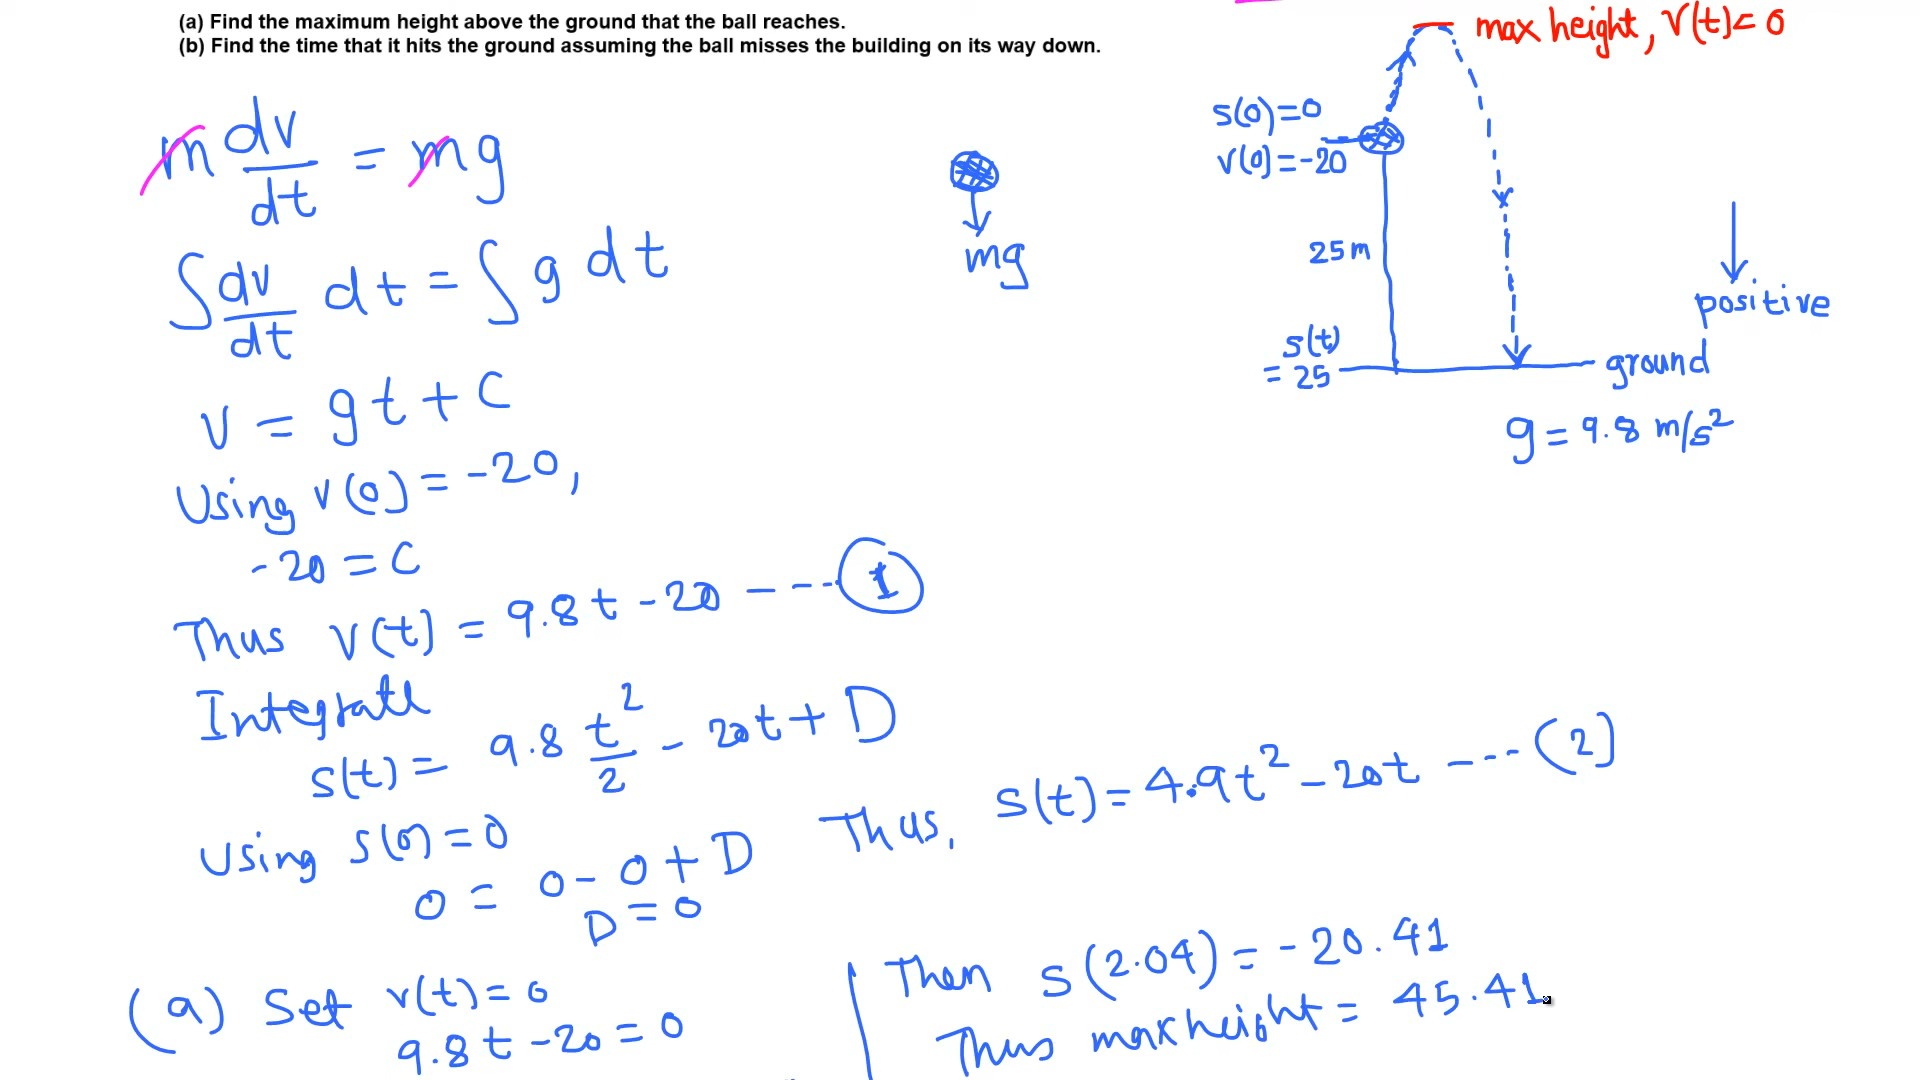 (a) Find the maximum height above the ground that the ball reaches.
(b) Find the time that it hits the ground assuming the ball misses the building on its way down.
max height, v(t)=0
s(0)=0
v(0)=-20
25m
s(t)
= 25
ground
positive
g = 9.8 m/s²
mg
m dv/dt = mg
∫ dv/dt dt = ∫ g dt
v = gt + C
Using v(0) = -20,
-20 = C
Thus v(t) = 9.8t - 20 ---- (1)
Integrate
s(t) = 9.8 t²/2 - 20t + D
Using s(0) = 0
0 = 0 - 0 + D
D = 0
Thus, s(t) = 4.9t² - 20t ---- (2)
(a) Set v(t) = 0
9.8t - 20 = 0
Then s(2.04) = -20.41
Thus max height = 45.41